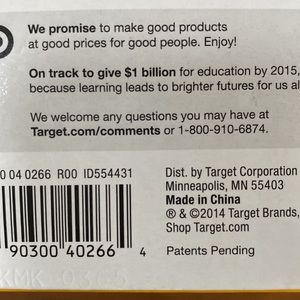 We promise to make good products
at good prices for good people. Enjoy!
On track to give $1 billion for education by 2015,
because learning leads to brighter futures for us al
We welcome any questions you may have at
Target.com/comments or 1-800-910-6874.
0 04 0266 R00 ID554431
Dist. by Target Corporation
Minneapolis, MN 55403
Made in China
® & ©2014 Target Brands,
Shop Target.com
Patents Pending
90300 40266 4